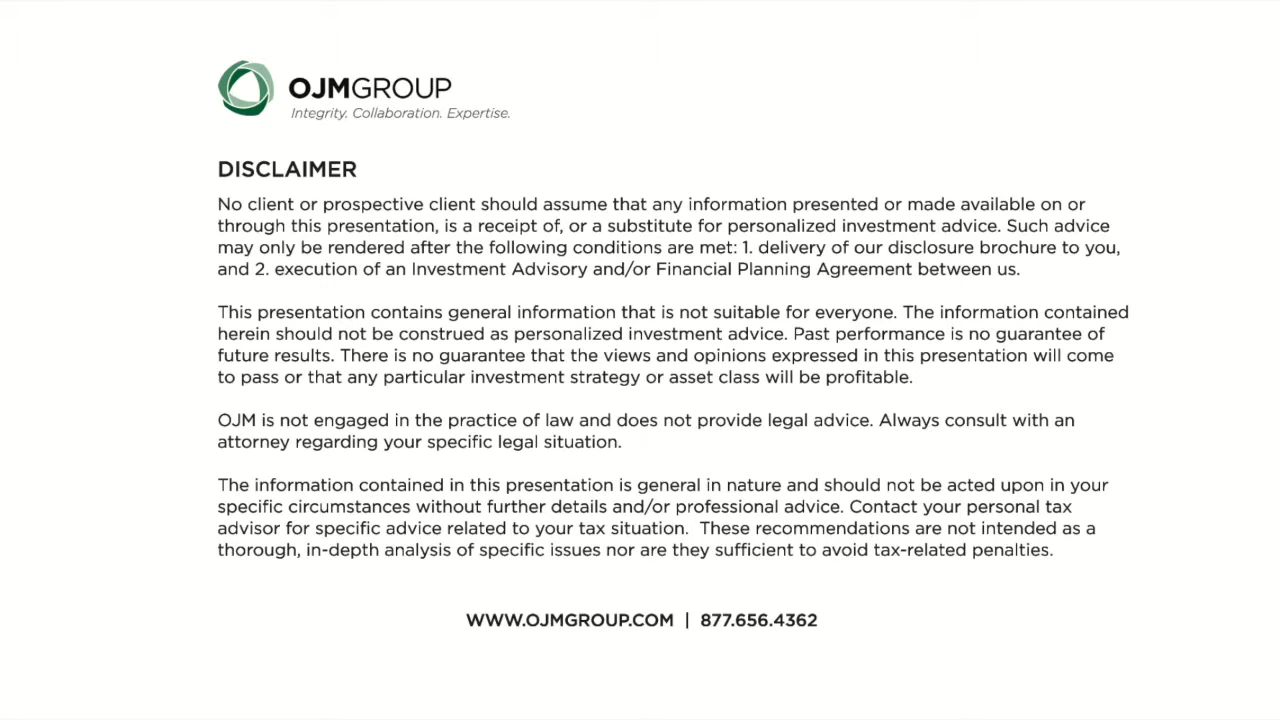 OJMGROUP
Integrity. Collaboration. Expertise.
DISCLAIMER
No client or prospective client should assume that any information presented or made available on or
through this presentation, is a receipt of, or a substitute for personalized investment advice. Such advice
may only be rendered after the following conditions are met: 1. delivery of our disclosure brochure to you,
and 2. execution of an Investment Advisory and/or Financial Planning Agreement between us.
This presentation contains general information that is not suitable for everyone. The information contained
herein should not be construed as personalized investment advice. Past performance is no guarantee of
future results. There is no guarantee that the views and opinions expressed in this presentation will come
to pass or that any particular investment strategy or asset class will be profitable.
OJM is not engaged in the practice of law and does not provide legal advice. Always consult with an
attorney regarding your specific legal situation.
The information contained in this presentation is general in nature and should not be acted upon in your
specific circumstances without further details and/or professional advice. Contact your personal tax
advisor for specific advice related to your tax situation.  These recommendations are not intended as a
thorough, in-depth analysis of specific issues nor are they sufficient to avoid tax-related penalties.
WWW.OJMGROUP.COM | 877.656.4362